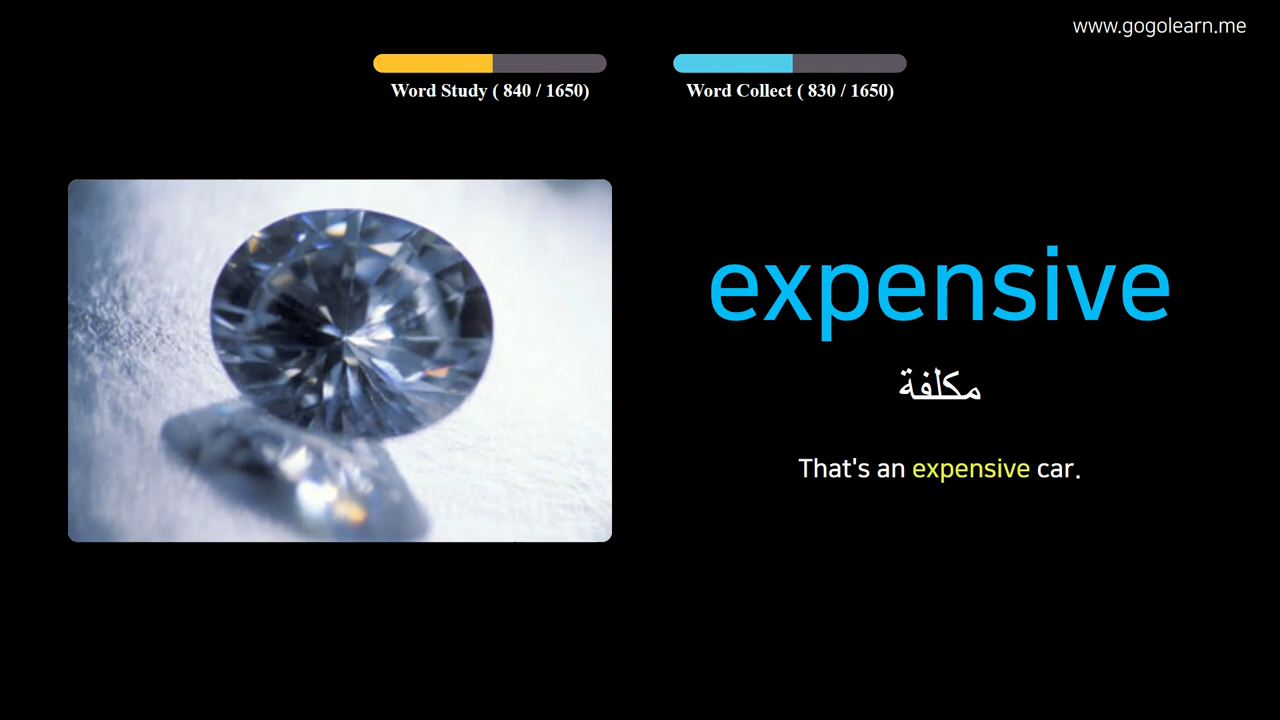 www.gogolearn.me
Word Study ( 840 / 1650)
Word Collect ( 830 / 1650)
expensive
مكلفة
That's an expensive car.